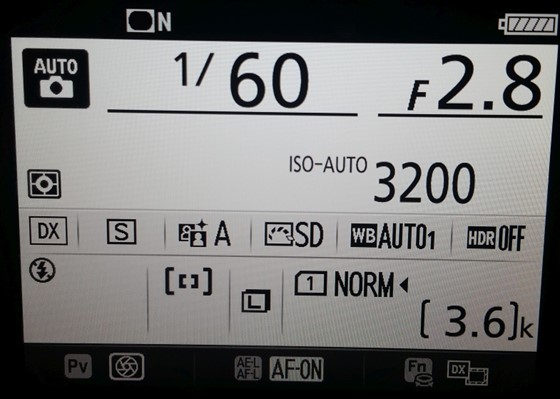 N
AUTO 1/60 F2.8
ISO-AUTO 3200
DX S A SD WB AUTO1 HDR OFF
[ ] L 1 NORM
[3.6]k
Pv AE-L AF-L AF-ON Fn DX